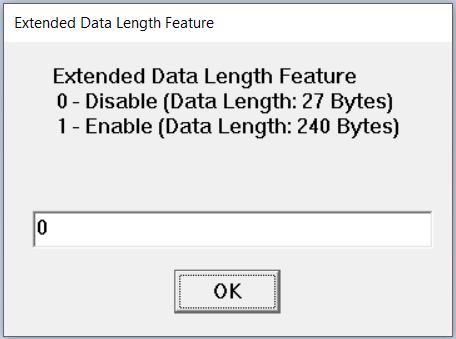 Extended Data Length Feature
Extended Data Length Feature
0 - Disable (Data Length: 27 Bytes)
1 - Enable (Data Length: 240 Bytes)
0
OK